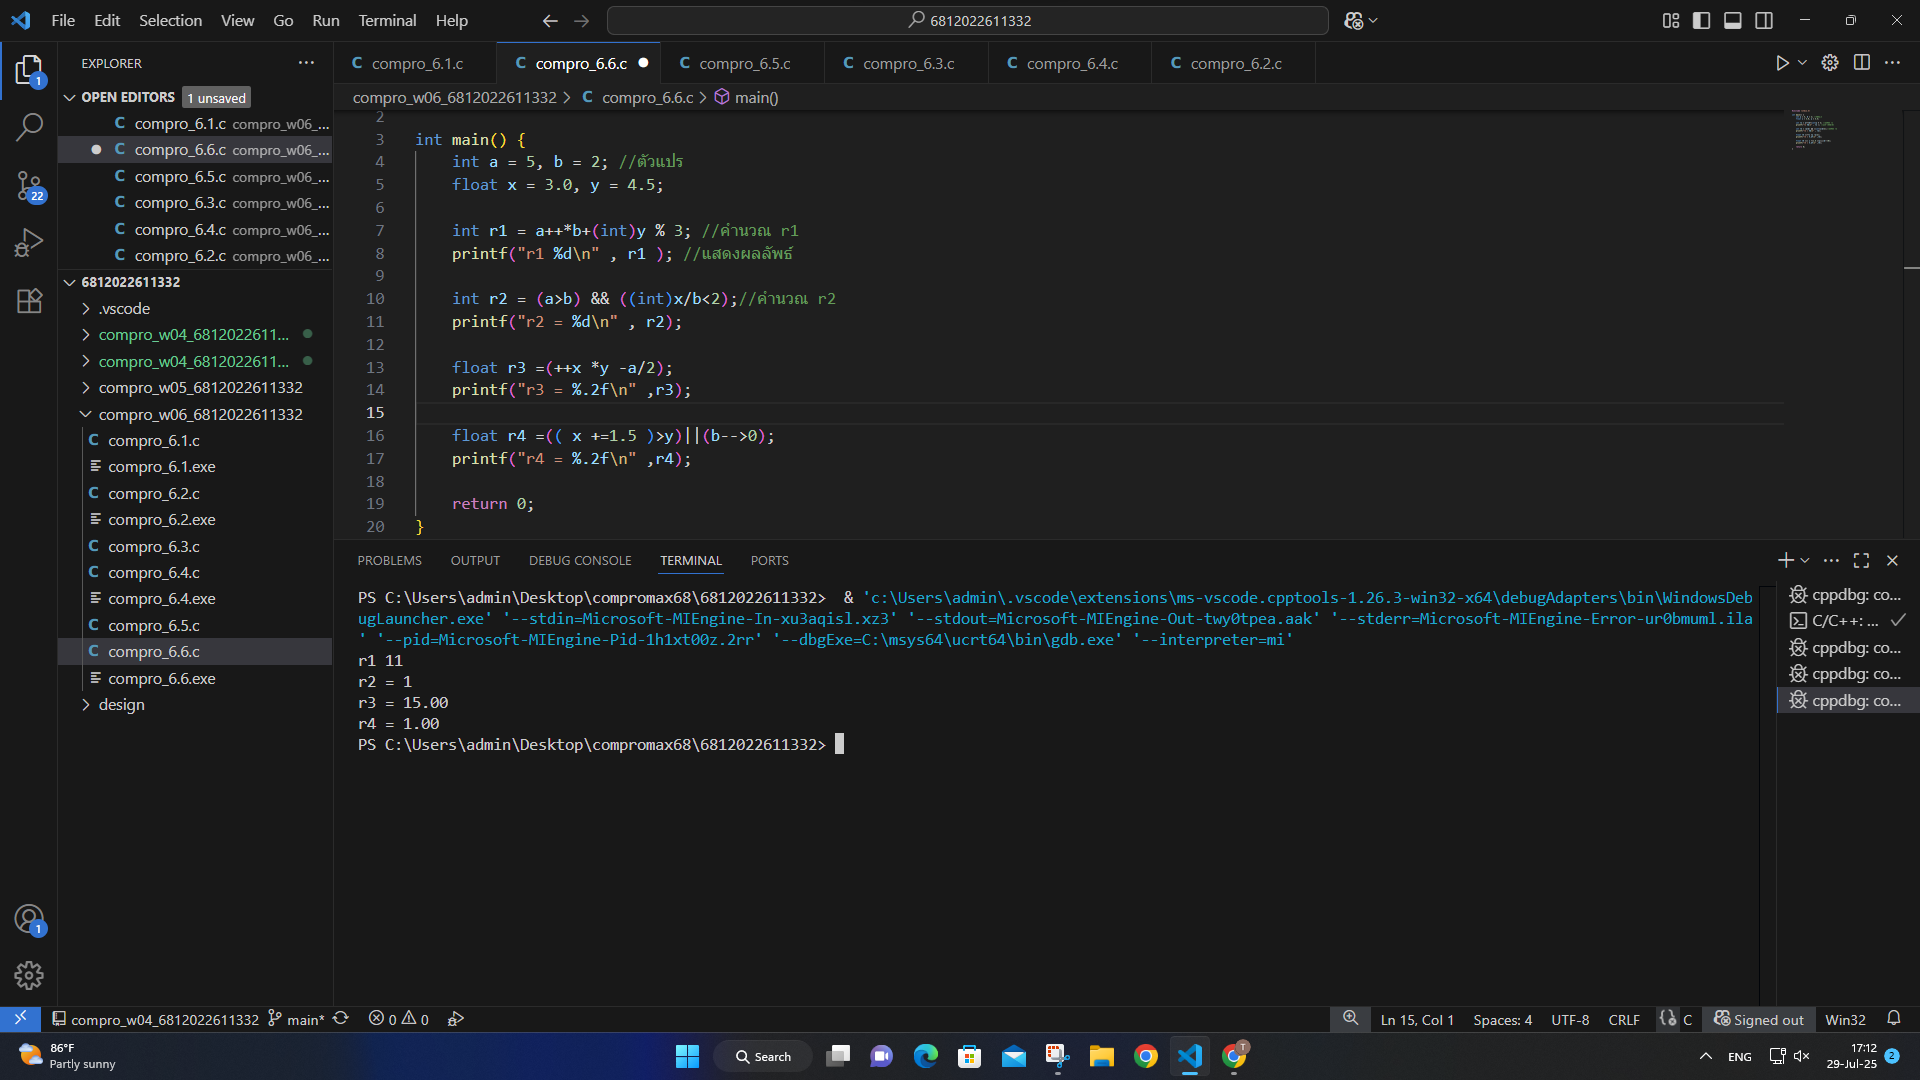 File Edit Selection View Go Run Terminal Help
6812022611332
EXPLORER
OPEN EDITORS 1 unsaved
compro_6.1.c compro_w06_...
compro_6.6.c compro_w06_...
compro_6.5.c compro_w06_...
compro_6.3.c compro_w06_...
compro_6.4.c compro_w06_...
compro_6.2.c compro_w06_...
6812022611332
.vscode
compro_w04_6812022611...
compro_w04_6812022611...
compro_w05_6812022611332
compro_w06_6812022611332
C compro_6.1.c
compro_6.1.exe
C compro_6.2.c
compro_6.2.exe
C compro_6.3.c
C compro_6.4.c
compro_6.4.exe
C compro_6.5.c
C compro_6.6.c
compro_6.6.exe
design
1
22
1
C compro_6.1.c C compro_6.6.c C compro_6.5.c C compro_6.3.c C compro_6.4.c C compro_6.2.c
compro_w06_6812022611332 > C compro_6.6.c > main()
2
3 int main() {
4 int a = 5, b = 2; //ตัวแปร
5 float x = 3.0, y = 4.5;
6
7 int r1 = a++*b+(int)y % 3; //คำนวณ r1
8 printf("r1 %d\n" , r1 ); //แสดงผลลัพธ์
9
10 int r2 = (a>b) && ((int)x/b<2);//คำนวณ r2
11 printf("r2 = %d\n" , r2);
12
13 float r3 =(++x *y -a/2);
14 printf("r3 = %.2f\n" ,r3);
15
16 float r4 =(( x +=1.5 )>y)||(b-->0);
17 printf("r4 = %.2f\n" ,r4);
18
19 return 0;
20 }
PROBLEMS OUTPUT DEBUG CONSOLE TERMINAL PORTS
PS C:\Users\admin\Desktop\compromax68\6812022611332> & 'c:\Users\admin\.vscode\extensions\ms-vscode.cpptools-1.26.3-win32-x64\debugAdapters\bin\WindowsDeb
ugLauncher.exe' '--stdin=Microsoft-MIEngine-In-xu3aqisl.xz3' '--stdout=Microsoft-MIEngine-Out-twy0tpea.aak' '--stderr=Microsoft-MIEngine-Error-ur0bmuml.ila
' '--pid=Microsoft-MIEngine-Pid-1h1xt00z.2rr' '--dbgExe=C:\msys64\ucrt64\bin\gdb.exe' '--interpreter=mi'
r1 11
r2 = 1
r3 = 15.00
r4 = 1.00
PS C:\Users\admin\Desktop\compromax68\6812022611332>
cppdbg: co...
C/C++: ...
cppdbg: co...
cppdbg: co...
cppdbg: co...
compro_w04_6812022611332 main* 0 0 Ln 15, Col 1 Spaces: 4 UTF-8 CRLF C Signed out Win32
86°F
Partly sunny
Search
T
ENG
17:12
29-Jul-25
2